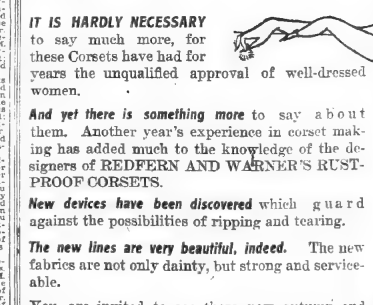 IT IS HARDLY NECESSARY
to say much more, for
these Corsets have had for
years the unqualified approval of well-dressed
women.
And yet there is something more to say about
them. Another year's experience in corset mak-
ing has added much to the knowledge of the de-
signers of REDFERN AND WARNER'S RUST-
PROOF CORSETS.
New devices have been discovered which guard
against the possibilities of ripping and tearing.
The new lines are very beautiful, indeed. The new
fabrics are not only dainty, but strong and service-
able.